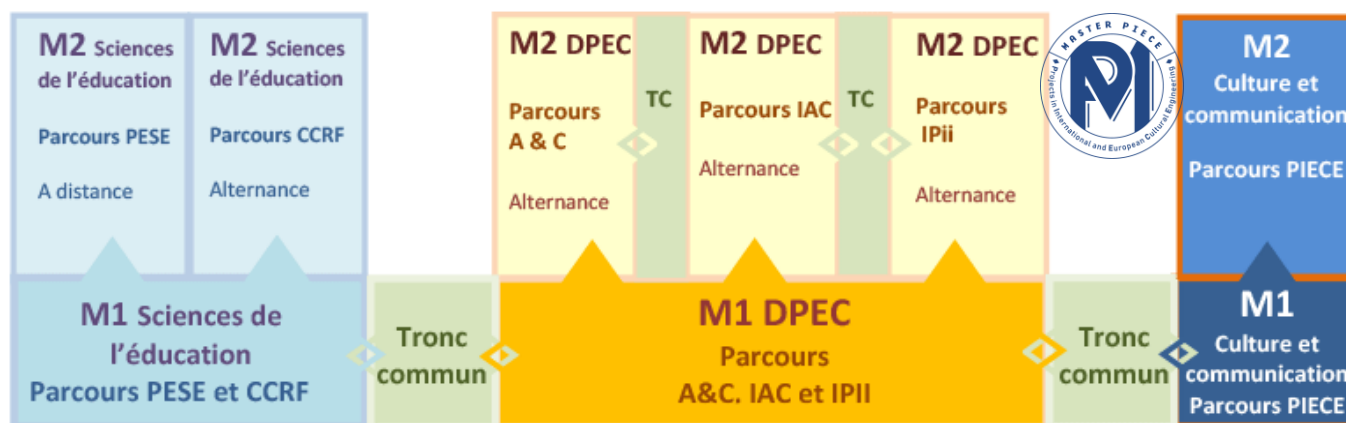 M2 Sciences
de l'éducation
Parcours PESE
A distance
M2 Sciences
de l'éducation
Parcours CCRF
Alternance
M2 DPEC
Parcours
A & C
Alternance
TC
M2 DPEC
Parcours IAC
Alternance
TC
M2 DPEC
Parcours
IPii
Alternance
MASTER PIECE
Projects in International and European Cultural Engineering
M2
Culture et
communication
Parcours PIECE
M1 Sciences de
l'éducation
Parcours PESE et CCRF
Tronc
commun
M1 DPEC
Parcours
A&C. IAC et IPII
Tronc
commun
M1
Culture et
communication
Parcours PIECE